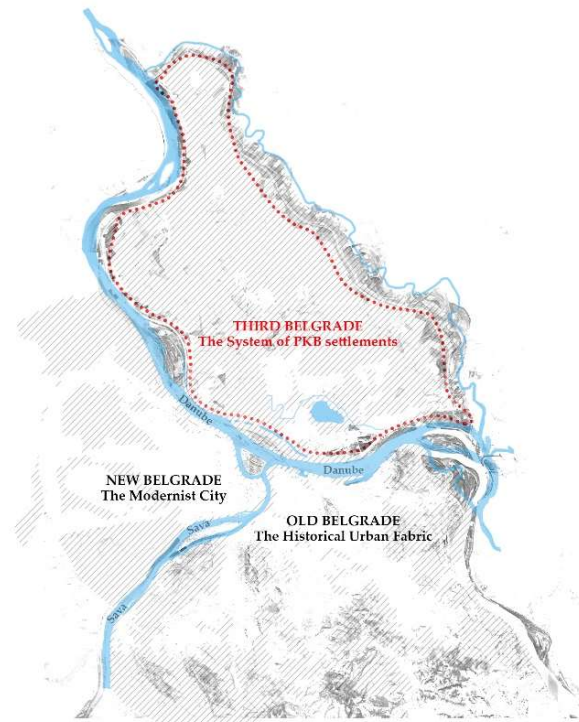 THIRD BELGRADE
The System of PKB settlements
Danube
Danube
NEW BELGRADE
The Modernist City
OLD BELGRADE
The Historical Urban Fabric
Sava
Sava